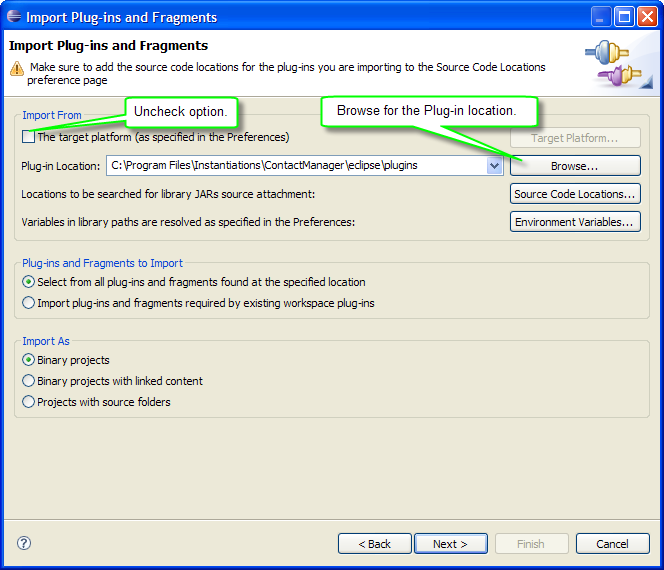 Import Plug-ins and Fragments
Import Plug-ins and Fragments
Make sure to add the source code locations for the plug-ins you are importing to the Source Code Locations
preference page
Import From
Uncheck option.
Browse for the Plug-in location.
The target platform (as specified in the Preferences)
Target Platform...
Plug-in Location:
C:\Program Files\Instantiations\ContactManager\eclipse\plugins
Browse...
Locations to be searched for library JARs source attachment:
Source Code Locations...
Variables in library paths are resolved as specified in the Preferences:
Environment Variables...
Plug-ins and Fragments to Import
Select from all plug-ins and fragments found at the specified location
Import plug-ins and fragments required by existing workspace plug-ins
Import As
Binary projects
Binary projects with linked content
Projects with source folders
?
< Back
Next >
Finish
Cancel